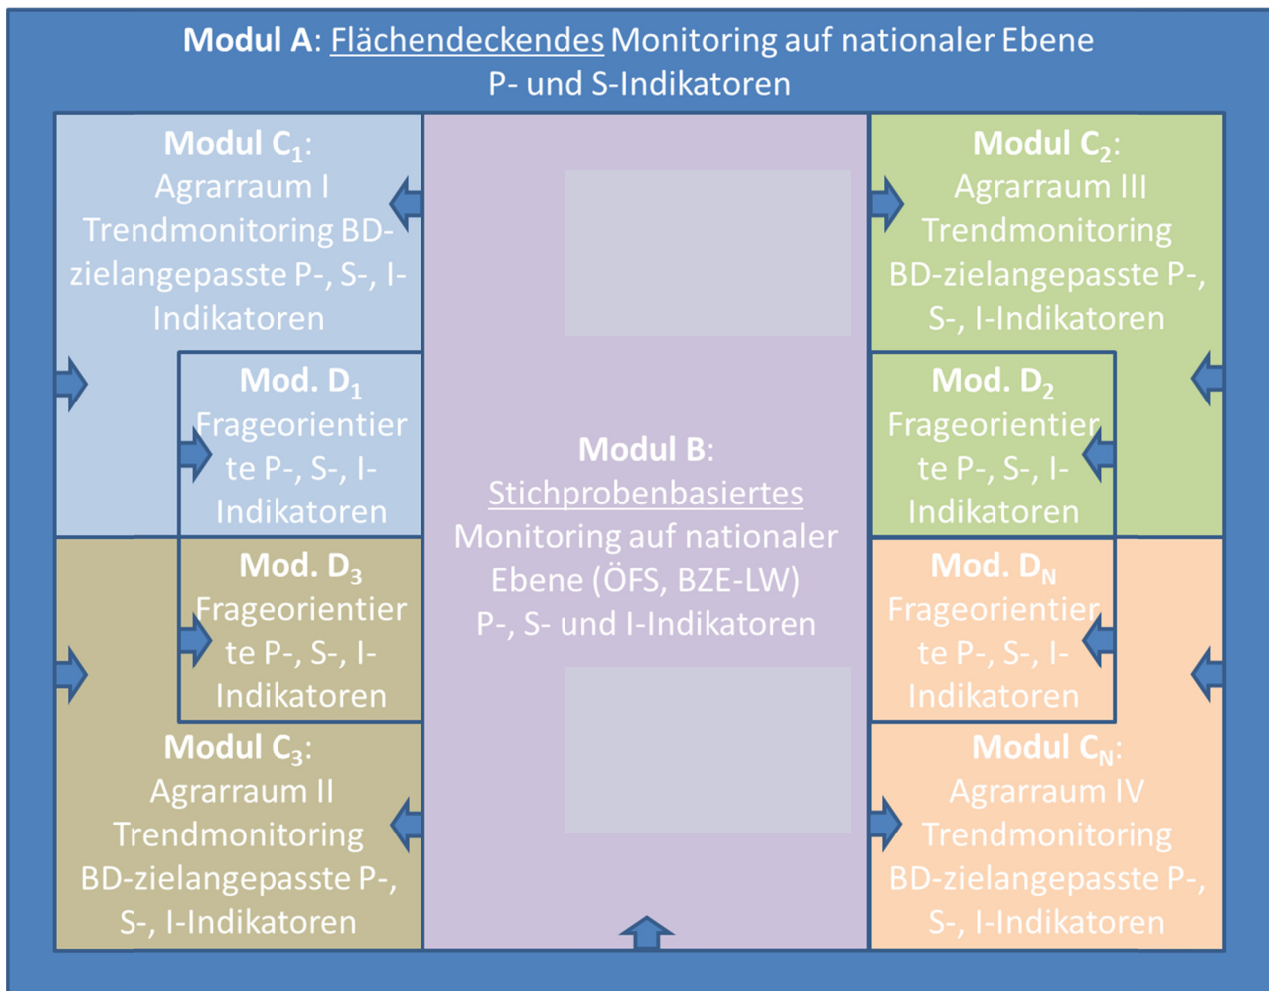 Modul A: Flächendeckendes Monitoring auf nationaler Ebene
P- und S-Indikatoren
Modul C₁:
Agrarraum I
Trendmonitoring BD-
zielangepasste P-, S-, I-
Indikatoren
Mod. D₁
Frageorientier
te P-, S-, I-
Indikatoren
Mod. D₃
Frageorientier
te P-, S-, I-
Indikatoren
Modul C₃:
Agrarraum II
Trendmonitoring
BD-zielangepasste P-,
S-, I-Indikatoren
Modul B:
Stichprobenbasiertes
Monitoring auf nationaler
Ebene (ÖFS, BZE-LW)
P-, S- und I-Indikatoren
Modul C₂:
Agrarraum III
Trendmonitoring
BD-zielangepasste P-,
S-, I-Indikatoren
Mod. D₂
Frageorientier
te P-, S-, I-
Indikatoren
Mod. Dₙ
Frageorientier
te P-, S-, I-
Indikatoren
Modul Cₙ:
Agrarraum IV
Trendmonitoring
BD-zielangepasste P-,
S-, I-Indikatoren